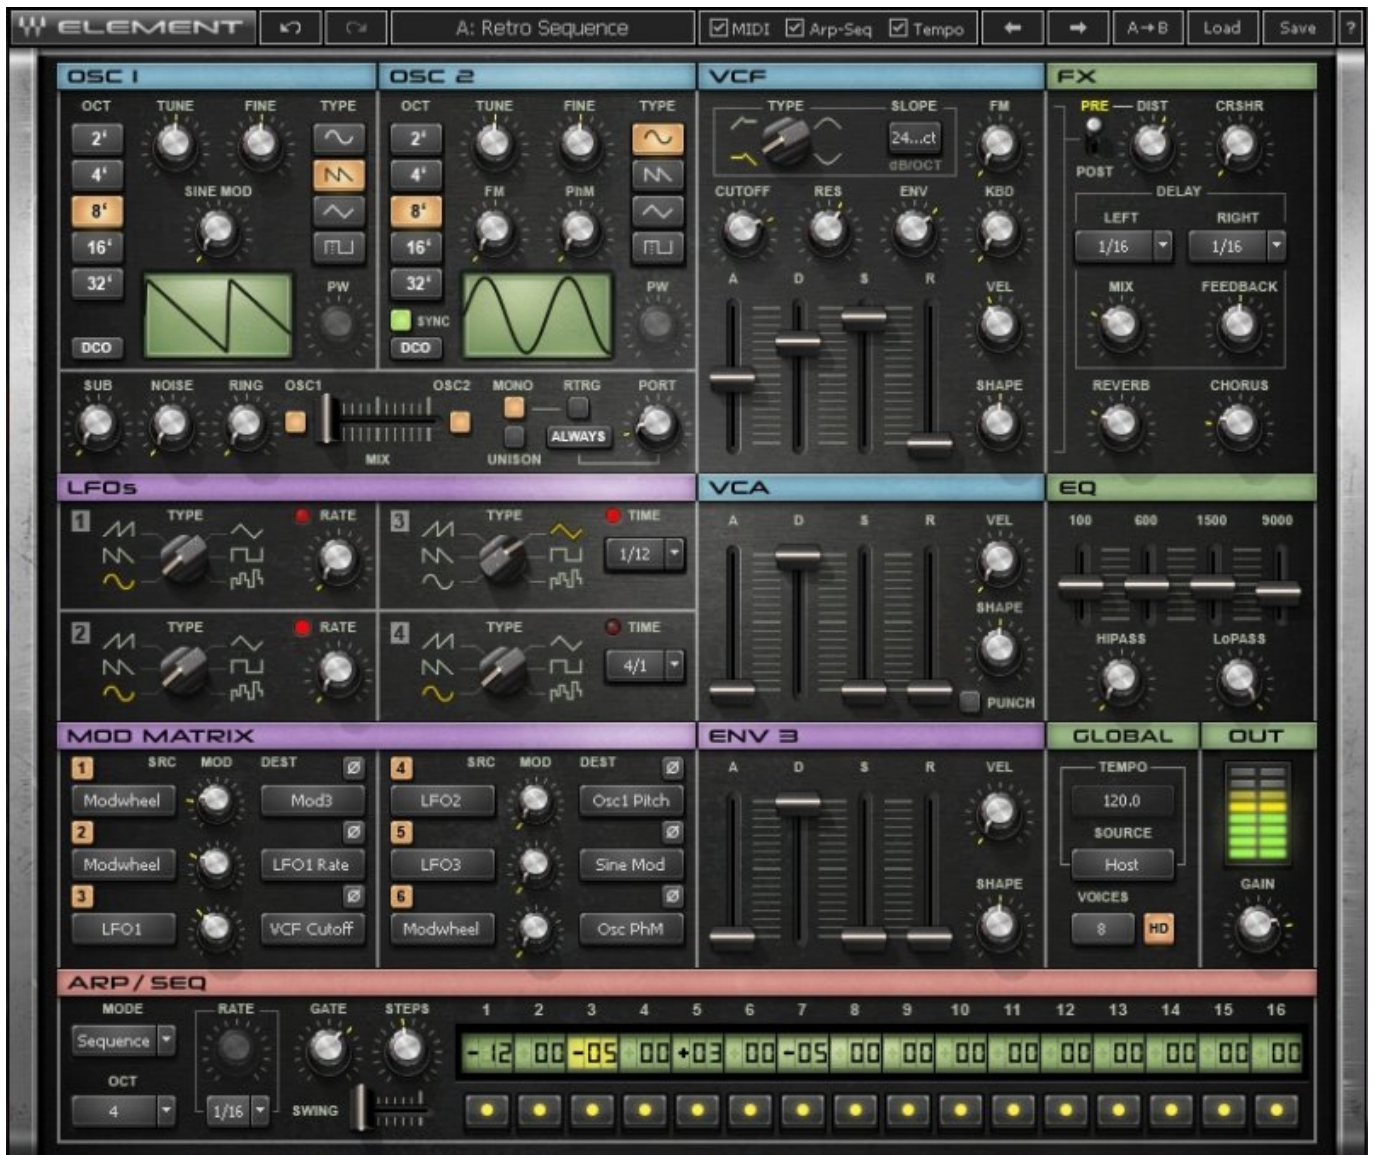 ELEMENT A: Retro Sequence MIDI Arp-Seq Tempo A→B Load Save ?
OSC 1 OSC 2 VCF FX
OCT TUNE FINE TYPE OCT TUNE FINE TYPE TYPE SLOPE FM PRE DIST CRSHR
2' 2' 24...ct
4' 4' dB/OCT POST
SINE MOD FM PhM CUTOFF RES ENV KBD DELAY
8' 8' LEFT RIGHT
16' 16' 1/16 1/16
32' PW 32' PW A D S R VEL MIX FEEDBACK
SYNC
DCO DCO
SUB NOISE RING OSC1 OSC2 MONO RTRG PORT SHAPE REVERB CHORUS
ALWAYS
MIX UNISON
LFOs VCA EQ
1 TYPE RATE 3 TYPE TIME A D S R VEL 100 600 1500 9000
1/12
SHAPE
2 TYPE RATE 4 TYPE TIME HIPASS LoPASS
4/1
PUNCH
MOD MATRIX ENV 3 GLOBAL OUT
1 SRC MOD DEST Ø 4 SRC MOD DEST Ø A D S R VEL TEMPO
Modwheel Mod3 LFO2 Osc1 Pitch 120.0
2 Ø 5 Ø SOURCE
Modwheel LFO1 Rate LFO3 Sine Mod Host
3 Ø 6 Ø SHAPE VOICES GAIN
LFO1 VCF Cutoff Modwheel Osc PhM 8 HD
ARP/SEQ
MODE RATE GATE STEPS 1 2 3 4 5 6 7 8 9 10 11 12 13 14 15 16
Sequence -12 00 -05 00 +03 00 -05 00 00 00 00 00 00 00 00 00
OCT
4 1/16 SWING